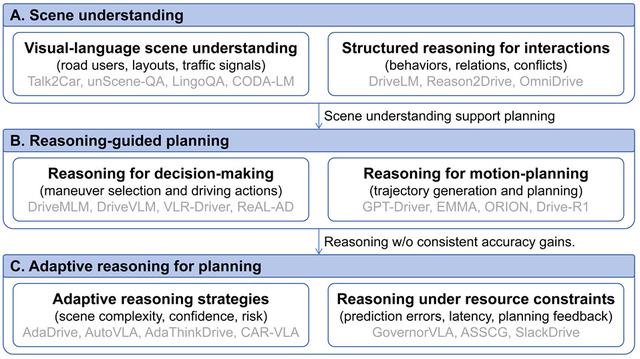 A. Scene understanding
Visual-language scene understanding
(road users, layouts, traffic signals)
Talk2Car, unScene-QA, LingoQA, CODA-LM
Structured reasoning for interactions
(behaviors, relations, conflicts)
DriveLM, Reason2Drive, OmniDrive
Scene understanding support planning
B. Reasoning-guided planning
Reasoning for decision-making
(maneuver selection and driving actions)
DriveMLM, DriveVLM, VLR-Driver, ReAL-AD
Reasoning for motion-planning
(trajectory generation and planning)
GPT-Driver, EMMA, ORION, Drive-R1
Reasoning w/o consistent accuracy gains.
C. Adaptive reasoning for planning
Adaptive reasoning strategies
(scene complexity, confidence, risk)
AdaDrive, AutoVLA, AdaThinkDrive, CAR-VLA
Reasoning under resource constraints
(prediction errors, latency, planning feedback)
GovernorVLA, ASSCG, SlackDrive